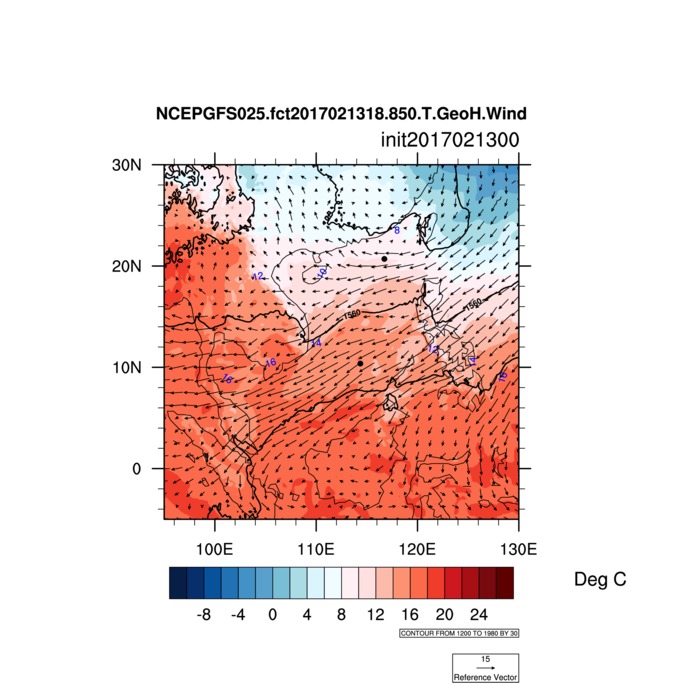 NCEPGFS025.fct2017021318.850.T.GeoH.Wind
init2017021300
30N
8
20N
12
10
1560
1560
14
12
14
10N
16
16
16
0
100E 110E 120E 130E
-8 -4 0 4 8 12 16 20 24
Deg C
CONTOUR FROM 1200 TO 1980 BY 30
15
Reference Vector